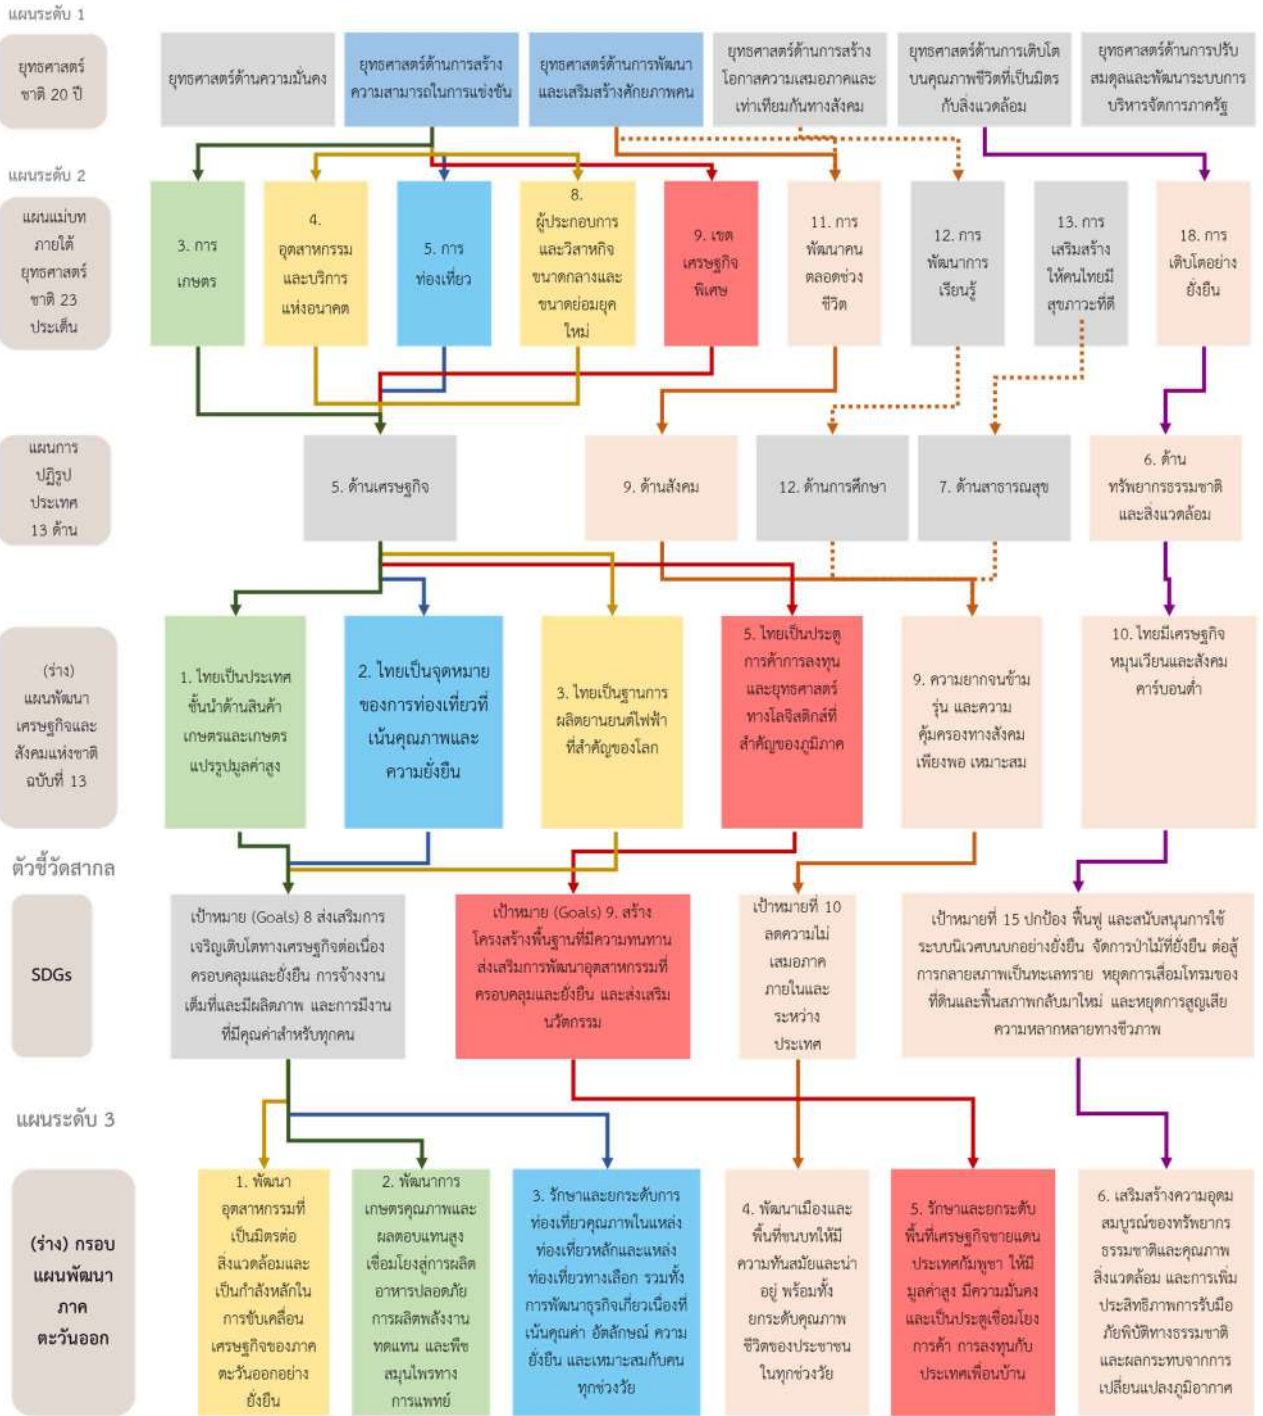 แผนระดับ 1
ยุทธศาสตร์
ชาติ 20 ปี
ยุทธศาสตร์ด้านความมั่นคง
ยุทธศาสตร์ด้านการสร้าง
ความสามารถในการแข่งขัน
ยุทธศาสตร์ด้านการพัฒนา
และเสริมสร้างศักยภาพคน
ยุทธศาสตร์ด้านการสร้าง
โอกาสความเสมอภาคและ
เท่าเทียมกันทางสังคม
ยุทธศาสตร์ด้านการเติบโต
บนคุณภาพชีวิตที่เป็นมิตร
กับสิ่งแวดล้อม
ยุทธศาสตร์ด้านการปรับ
สมดุลและพัฒนาระบบการ
บริหารจัดการภาครัฐ
แผนระดับ 2
แผนแม่บท
ภายใต้
ยุทธศาสตร์
ชาติ 23
ประเด็น
3. การ
เกษตร
4.
อุตสาหกรรม
และบริการ
แห่งอนาคต
5. การ
ท่องเที่ยว
8.
ผู้ประกอบการ
และวิสาหกิจ
ขนาดกลางและ
ขนาดย่อมยุค
ใหม่
9. เขต
เศรษฐกิจ
พิเศษ
11. การ
พัฒนาคน
ตลอดช่วง
ชีวิต
12. การ
พัฒนาการ
เรียนรู้
13. การ
เสริมสร้าง
ให้คนไทยมี
สุขภาวะที่ดี
18. การ
เติบโตอย่าง
ยั่งยืน
แผนการ
ปฏิรูป
ประเทศ
13 ด้าน
5. ด้านเศรษฐกิจ
9. ด้านสังคม
12. ด้านการศึกษา
7. ด้านสาธารณสุข
6. ด้าน
ทรัพยากรธรรมชาติ
และสิ่งแวดล้อม
(ร่าง)
แผนพัฒนา
เศรษฐกิจและ
สังคมแห่งชาติ
ฉบับที่ 13
1. ไทยเป็นประเทศ
ชั้นนำด้านสินค้า
เกษตรและเกษตร
แปรรูปมูลค่าสูง
2. ไทยเป็นจุดหมาย
ของการท่องเที่ยวที่
เน้นคุณภาพและ
ความยั่งยืน
3. ไทยเป็นฐานการ
ผลิตยานยนต์ไฟฟ้า
ที่สำคัญของโลก
5. ไทยเป็นประตู
การค้าการลงทุน
และยุทธศาสตร์
ทางโลจิสติกส์ที่
สำคัญของภูมิภาค
9. ความยากจนข้าม
รุ่น และความ
คุ้มครองทางสังคม
เพียงพอ เหมาะสม
10. ไทยมีเศรษฐกิจ
หมุนเวียนและสังคม
คาร์บอนต่ำ
ตัวชี้วัดสากล
SDGs
เป้าหมาย (Goals) 8 ส่งเสริมการ
เจริญเติบโตทางเศรษฐกิจต่อเนื่อง
ครอบคลุมและยั่งยืน การจ้างงาน
เต็มที่และมีผลิตภาพ และการมีงาน
ที่มีคุณค่าสำหรับทุกคน
เป้าหมาย (Goals) 9. สร้าง
โครงสร้างพื้นฐานที่มีความทนทาน
ส่งเสริมการพัฒนาอุตสาหกรรมที่
ครอบคลุมและยั่งยืน และส่งเสริม
นวัตกรรม
เป้าหมายที่ 10
ลดความไม่
เสมอภาค
ภายในและ
ระหว่าง
ประเทศ
เป้าหมายที่ 15 ปกป้อง ฟื้นฟู และสนับสนุนการใช้
ระบบนิเวศบนบกอย่างยั่งยืน จัดการป่าไม้ที่ยั่งยืน ต่อสู้
การกลายสภาพเป็นทะเลทราย หยุดการเสื่อมโทรมของ
ที่ดินและฟื้นสภาพกลับมาใหม่ และหยุดการสูญเสีย
ความหลากหลายทางชีวภาพ
แผนระดับ 3
(ร่าง) กรอบ
แผนพัฒนา
ภาค
ตะวันออก
1. พัฒนา
อุตสาหกรรมที่
เป็นมิตรต่อ
สิ่งแวดล้อมและ
เป็นกำลังหลักใน
การขับเคลื่อน
เศรษฐกิจของภาค
ตะวันออกอย่าง
ยั่งยืน
2. พัฒนาการ
เกษตรคุณภาพและ
ผลตอบแทนสูง
เชื่อมโยงสู่การผลิต
อาหารปลอดภัย
การผลิตพลังงาน
ทดแทน และพืช
สมุนไพรทาง
การแพทย์
3. รักษาและยกระดับการ
ท่องเที่ยวคุณภาพในแหล่ง
ท่องเที่ยวหลักและแหล่ง
ท่องเที่ยวทางเลือก รวมทั้ง
การพัฒนาธุรกิจเกี่ยวเนื่องที่
เน้นคุณค่า อัตลักษณ์ ความ
ยั่งยืน และเหมาะสมกับคน
ทุกช่วงวัย
4. พัฒนาเมืองและ
พื้นที่ชนบทให้มี
ความทันสมัยและน่า
อยู่ พร้อมทั้ง
ยกระดับคุณภาพ
ชีวิตของประชาชน
ในทุกช่วงวัย
5. รักษาและยกระดับ
พื้นที่เศรษฐกิจชายแดน
ประเทศกัมพูชา ให้มี
มูลค่าสูง มีความมั่นคง
และเป็นประตูเชื่อมโยง
การค้า การลงทุนกับ
ประเทศเพื่อนบ้าน
6. เสริมสร้างความอุดม
สมบูรณ์ของทรัพยากร
ธรรมชาติและคุณภาพ
สิ่งแวดล้อม และการเพิ่ม
ประสิทธิภาพการรับมือ
ภัยพิบัติทางธรรมชาติ
และผลกระทบจากการ
เปลี่ยนแปลงภูมิอากาศ